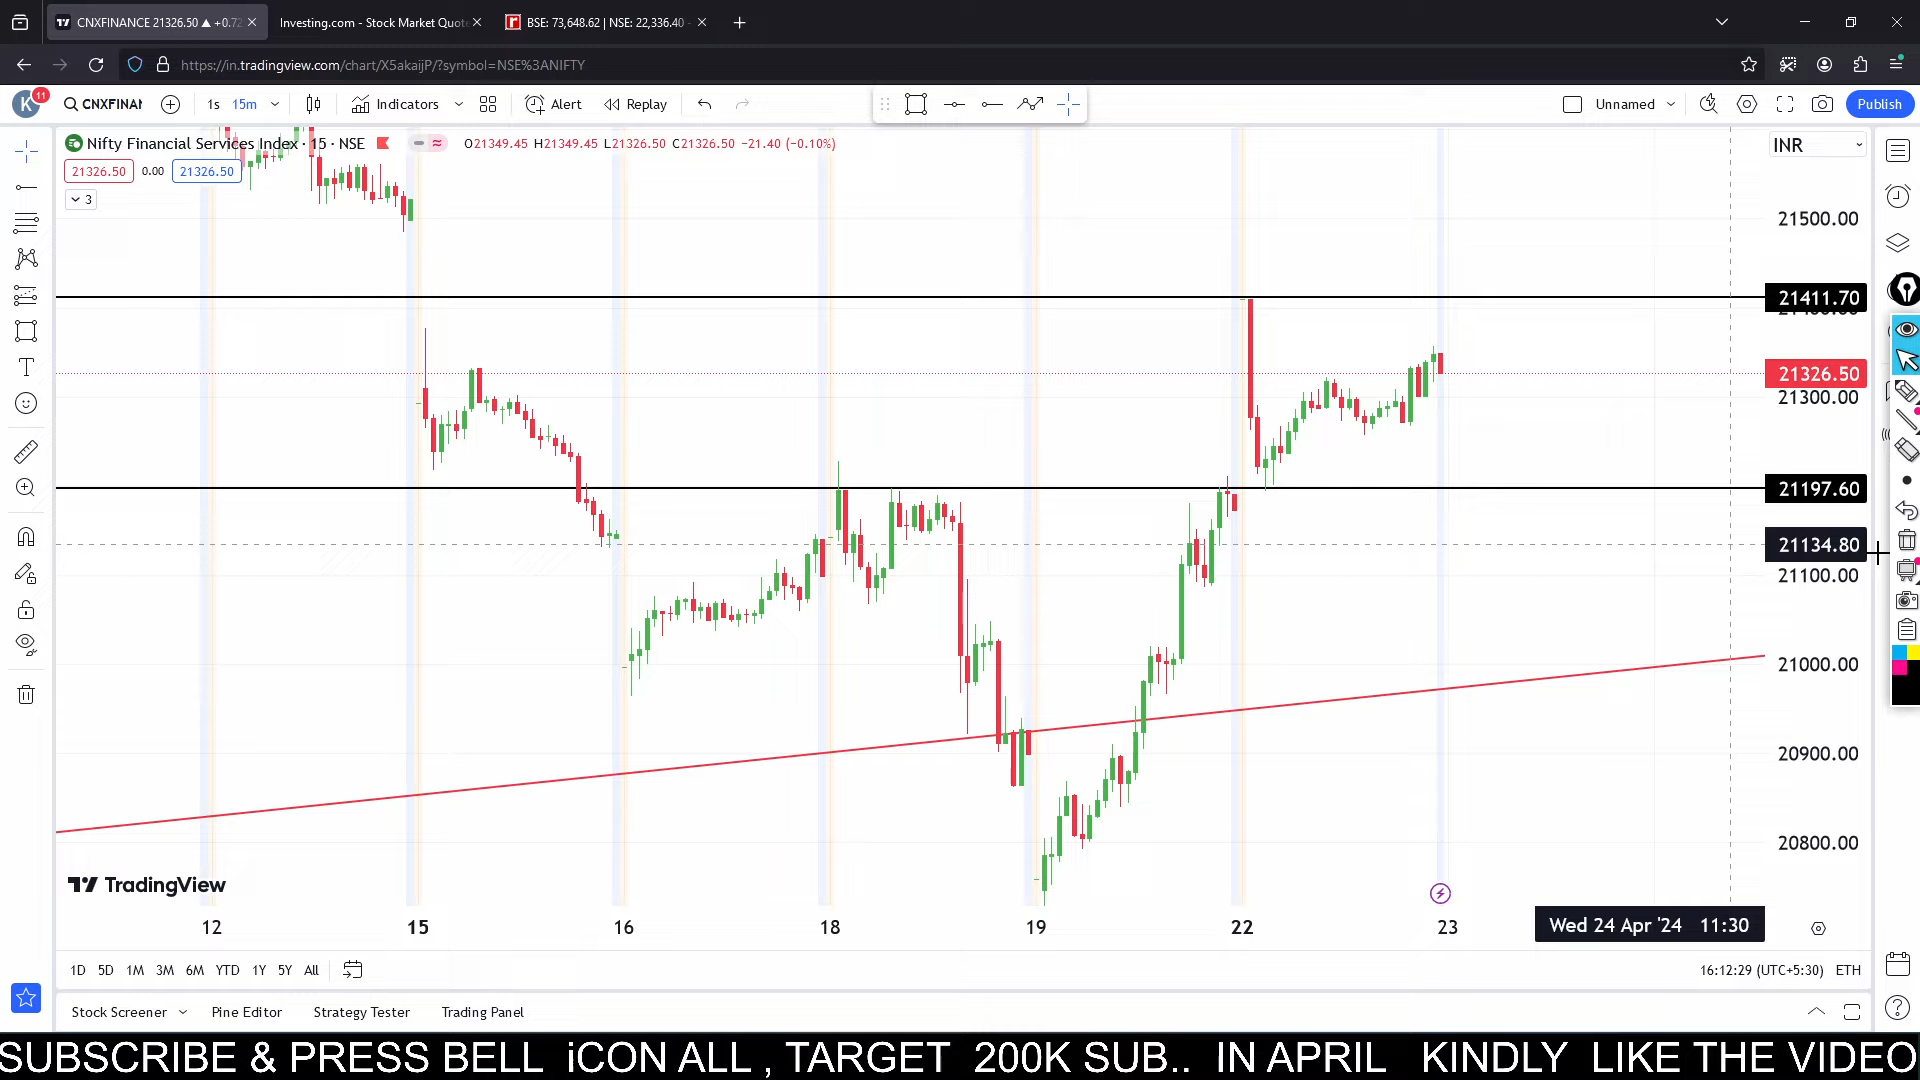 CNXFINANCE 21326.50 ▲ +0.72
Investing.com - Stock Market Quot
BSE: 73,648.62 | NSE: 22,336.40 -
https://in.tradingview.com/chart/X5akaijP/?symbol=NSE%3ANIFTY
K 11
CNXFINAN
1s 15m
Indicators
Alert
Replay
Unnamed
Publish
Nifty Financial Services Index · 15 · NSE
O21349.45 H21349.45 L21326.50 C21326.50 −21.40 (−0.10%)
INR
21326.50 0.00 21326.50
3
21500.00
21411.70
21326.50
21300.00
21197.60
21134.80
21100.00
21000.00
20900.00
20800.00
TradingView
12 15 16 18 19 22 23
Wed 24 Apr '24 11:30
1D 5D 1M 3M 6M YTD 1Y 5Y All
16:12:29 (UTC+5:30) ETH
Stock Screener Pine Editor Strategy Tester Trading Panel
SUBSCRIBE & PRESS BELL iCON ALL , TARGET 200K SUB.. IN APRIL KINDLY LIKE THE VIDEO